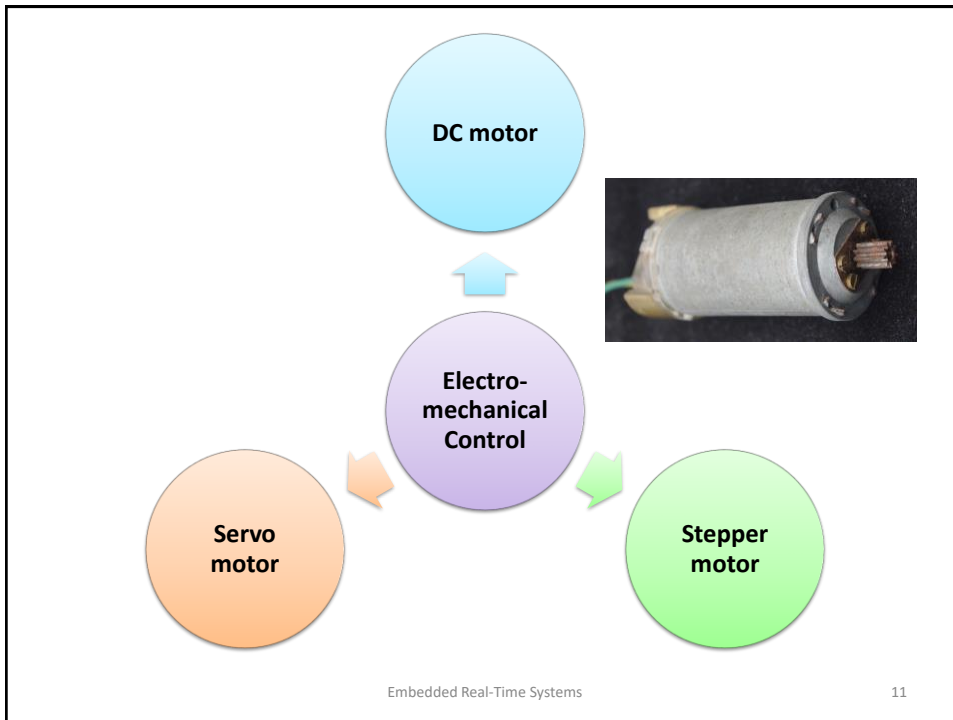 DC motor
Electro-
mechanical
Control
Servo
motor
Stepper
motor
Embedded Real-Time Systems
11